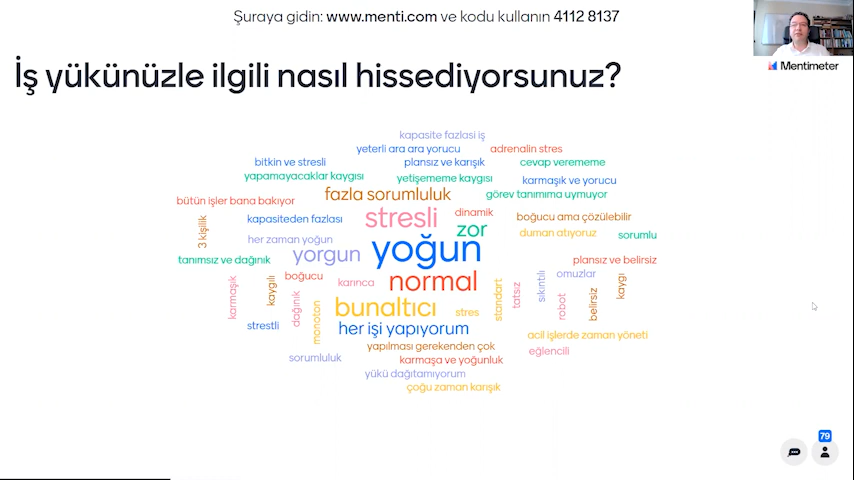 Şuraya gidin: www.menti.com ve kodu kullanın 4112 8137
Mentimeter
İş yükünüzle ilgili nasıl hissediyorsunuz?
kapasite fazlası iş
yeterli ara ara yorucu
adrenalin stres
bitkin ve stresli
plansız ve karışık
cevap verememe
yapamayacaklar kaygısı
yetişememe kaygısı
karmaşık ve yorucu
fazla sorumluluk
görev tanımıma uymuyor
bütün işler bana bakıyor
kapasiteden fazlası
stresli
dinamik
boğucu ama çözülebilir
3 kişilik
her zaman yoğun
zor
duman atıyoruz
sorumlu
yorgun
yoğun
tanımsız ve dağınık
plansız ve belirsiz
karmaşık
kaygılı
boğucu
karınca
normal
standart
tatsız
sıkıntılı
omuzlar
robot
belirsiz
kaygı
dağınık
monoton
bunaltıcı
stres
strestli
her işi yapıyorum
acil işlerde zaman yöneti
yapılması gerekenden çok
eğlencili
sorumluluk
karmaşa ve yoğunluk
yükü dağıtamıyorum
çoğu zaman karışık
79